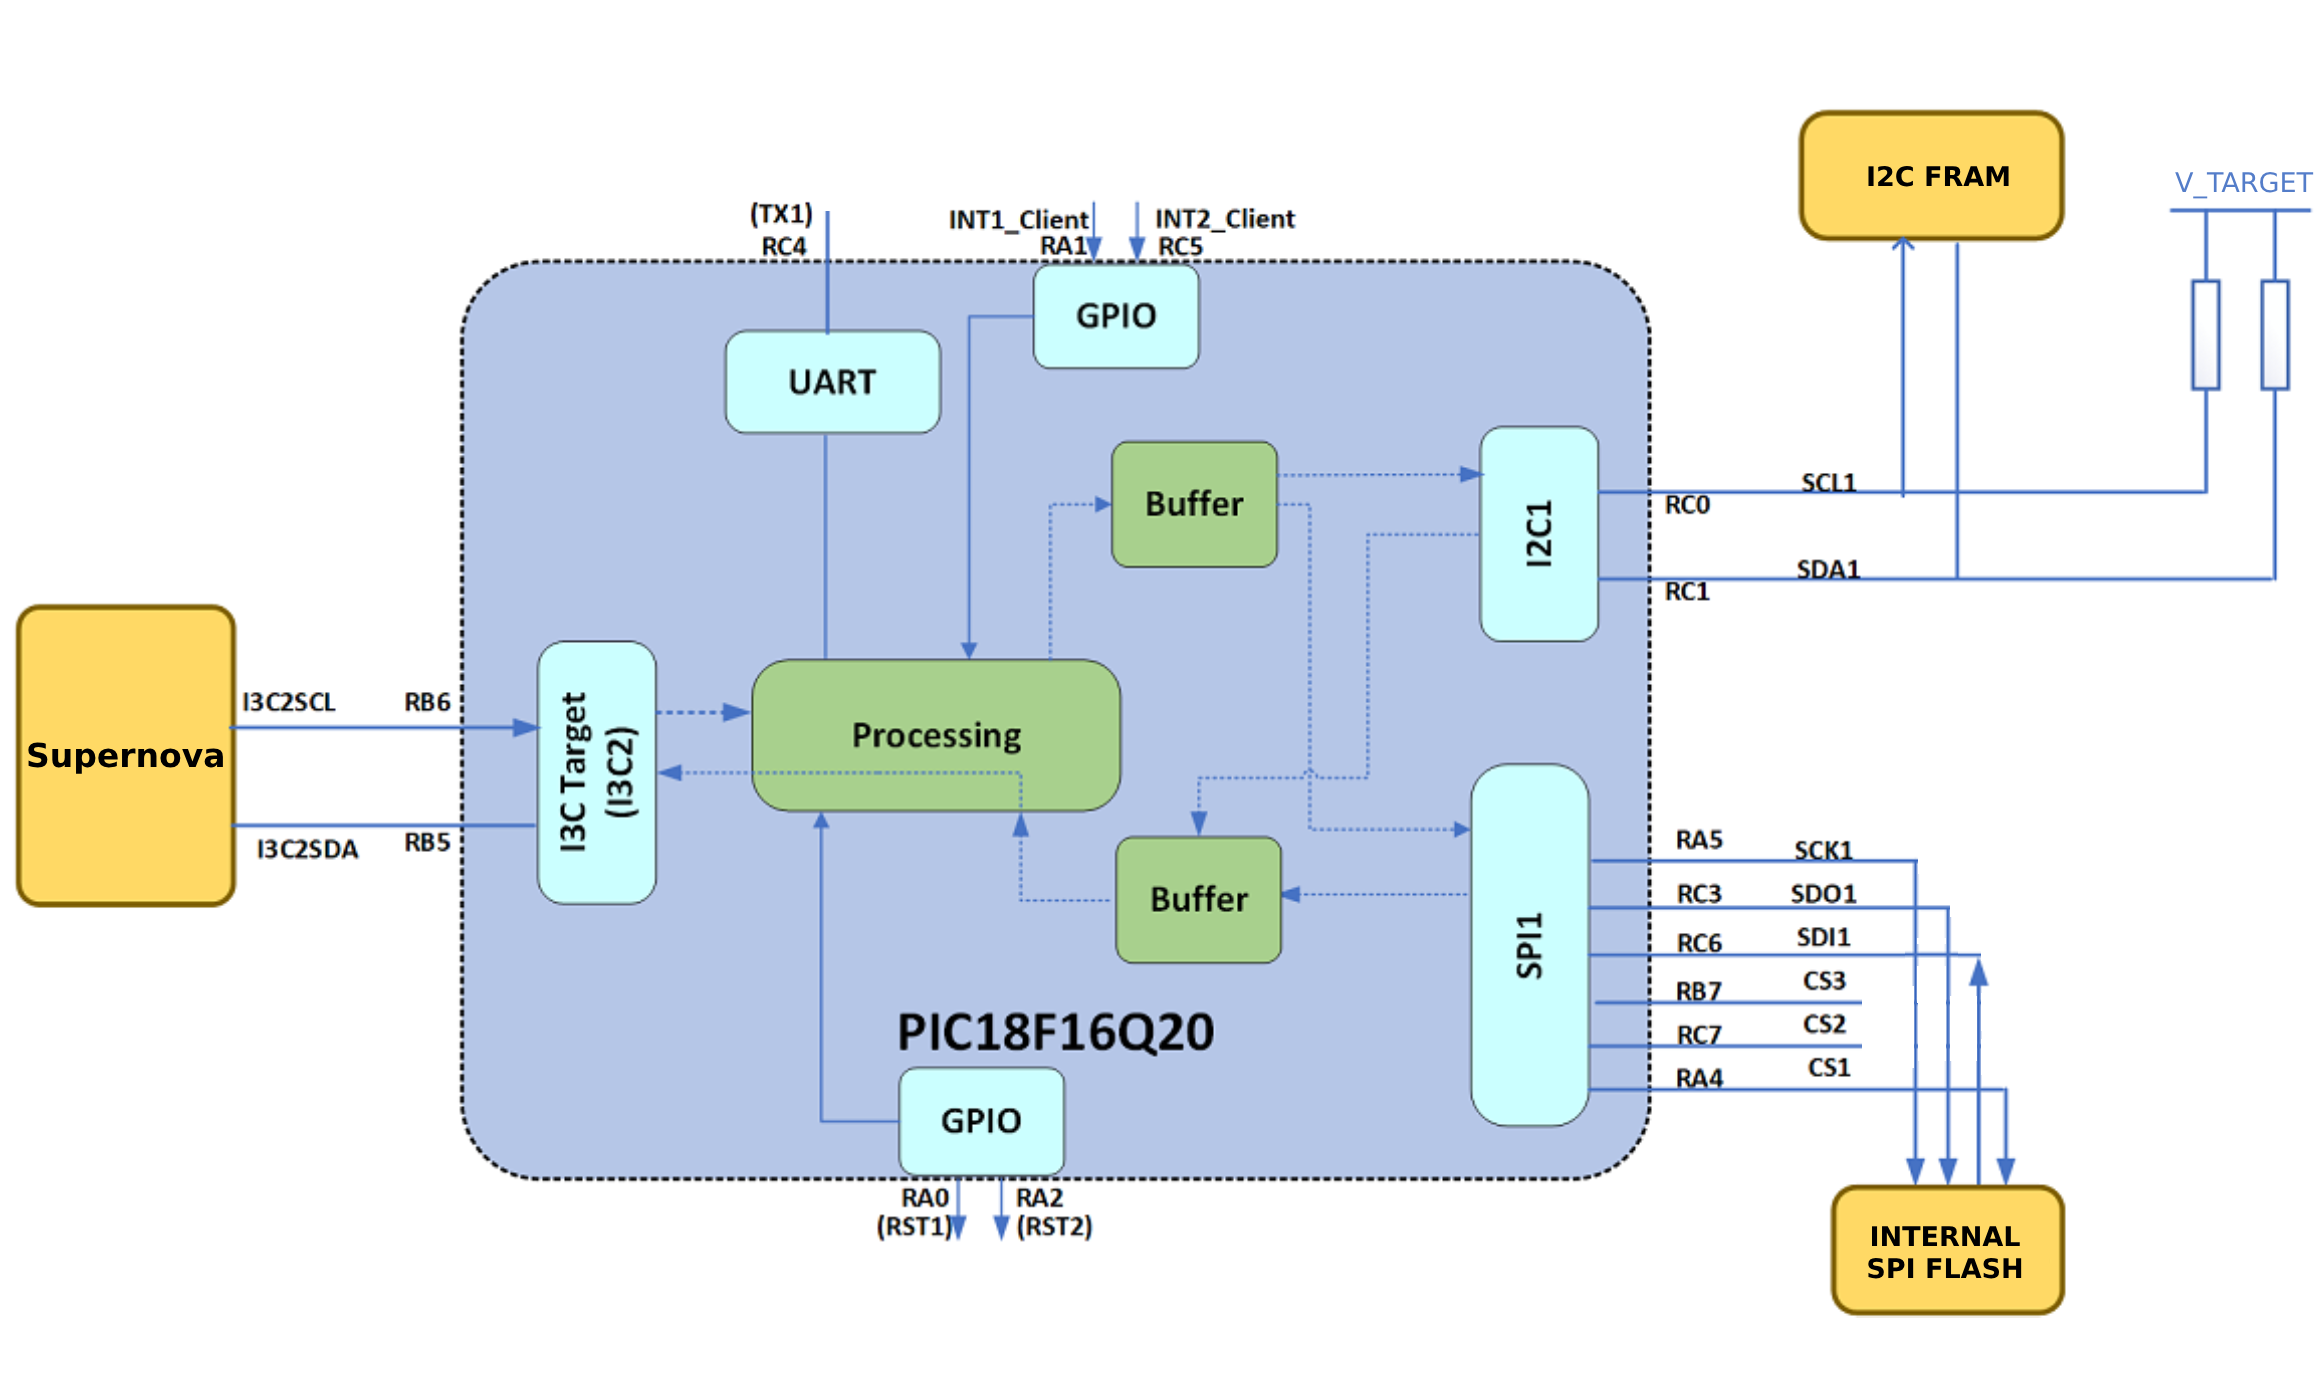 I2C FRAM
V_TARGET
(TX1)
RC4
INT1_Client
RA1
INT2_Client
RC5
GPIO
UART
Buffer
I2C1
SCL1
RC0
SDA1
RC1
Supernova
I3C2SCL
RB6
I3C2SDA
RB5
I3C Target
(I3C2)
Processing
Buffer
SPI1
RA5
SCK1
RC3
SDO1
RC6
SDI1
RB7
CS3
RC7
CS2
RA4
CS1
PIC18F16Q20
GPIO
RA0
(RST1)
RA2
(RST2)
INTERNAL
SPI FLASH